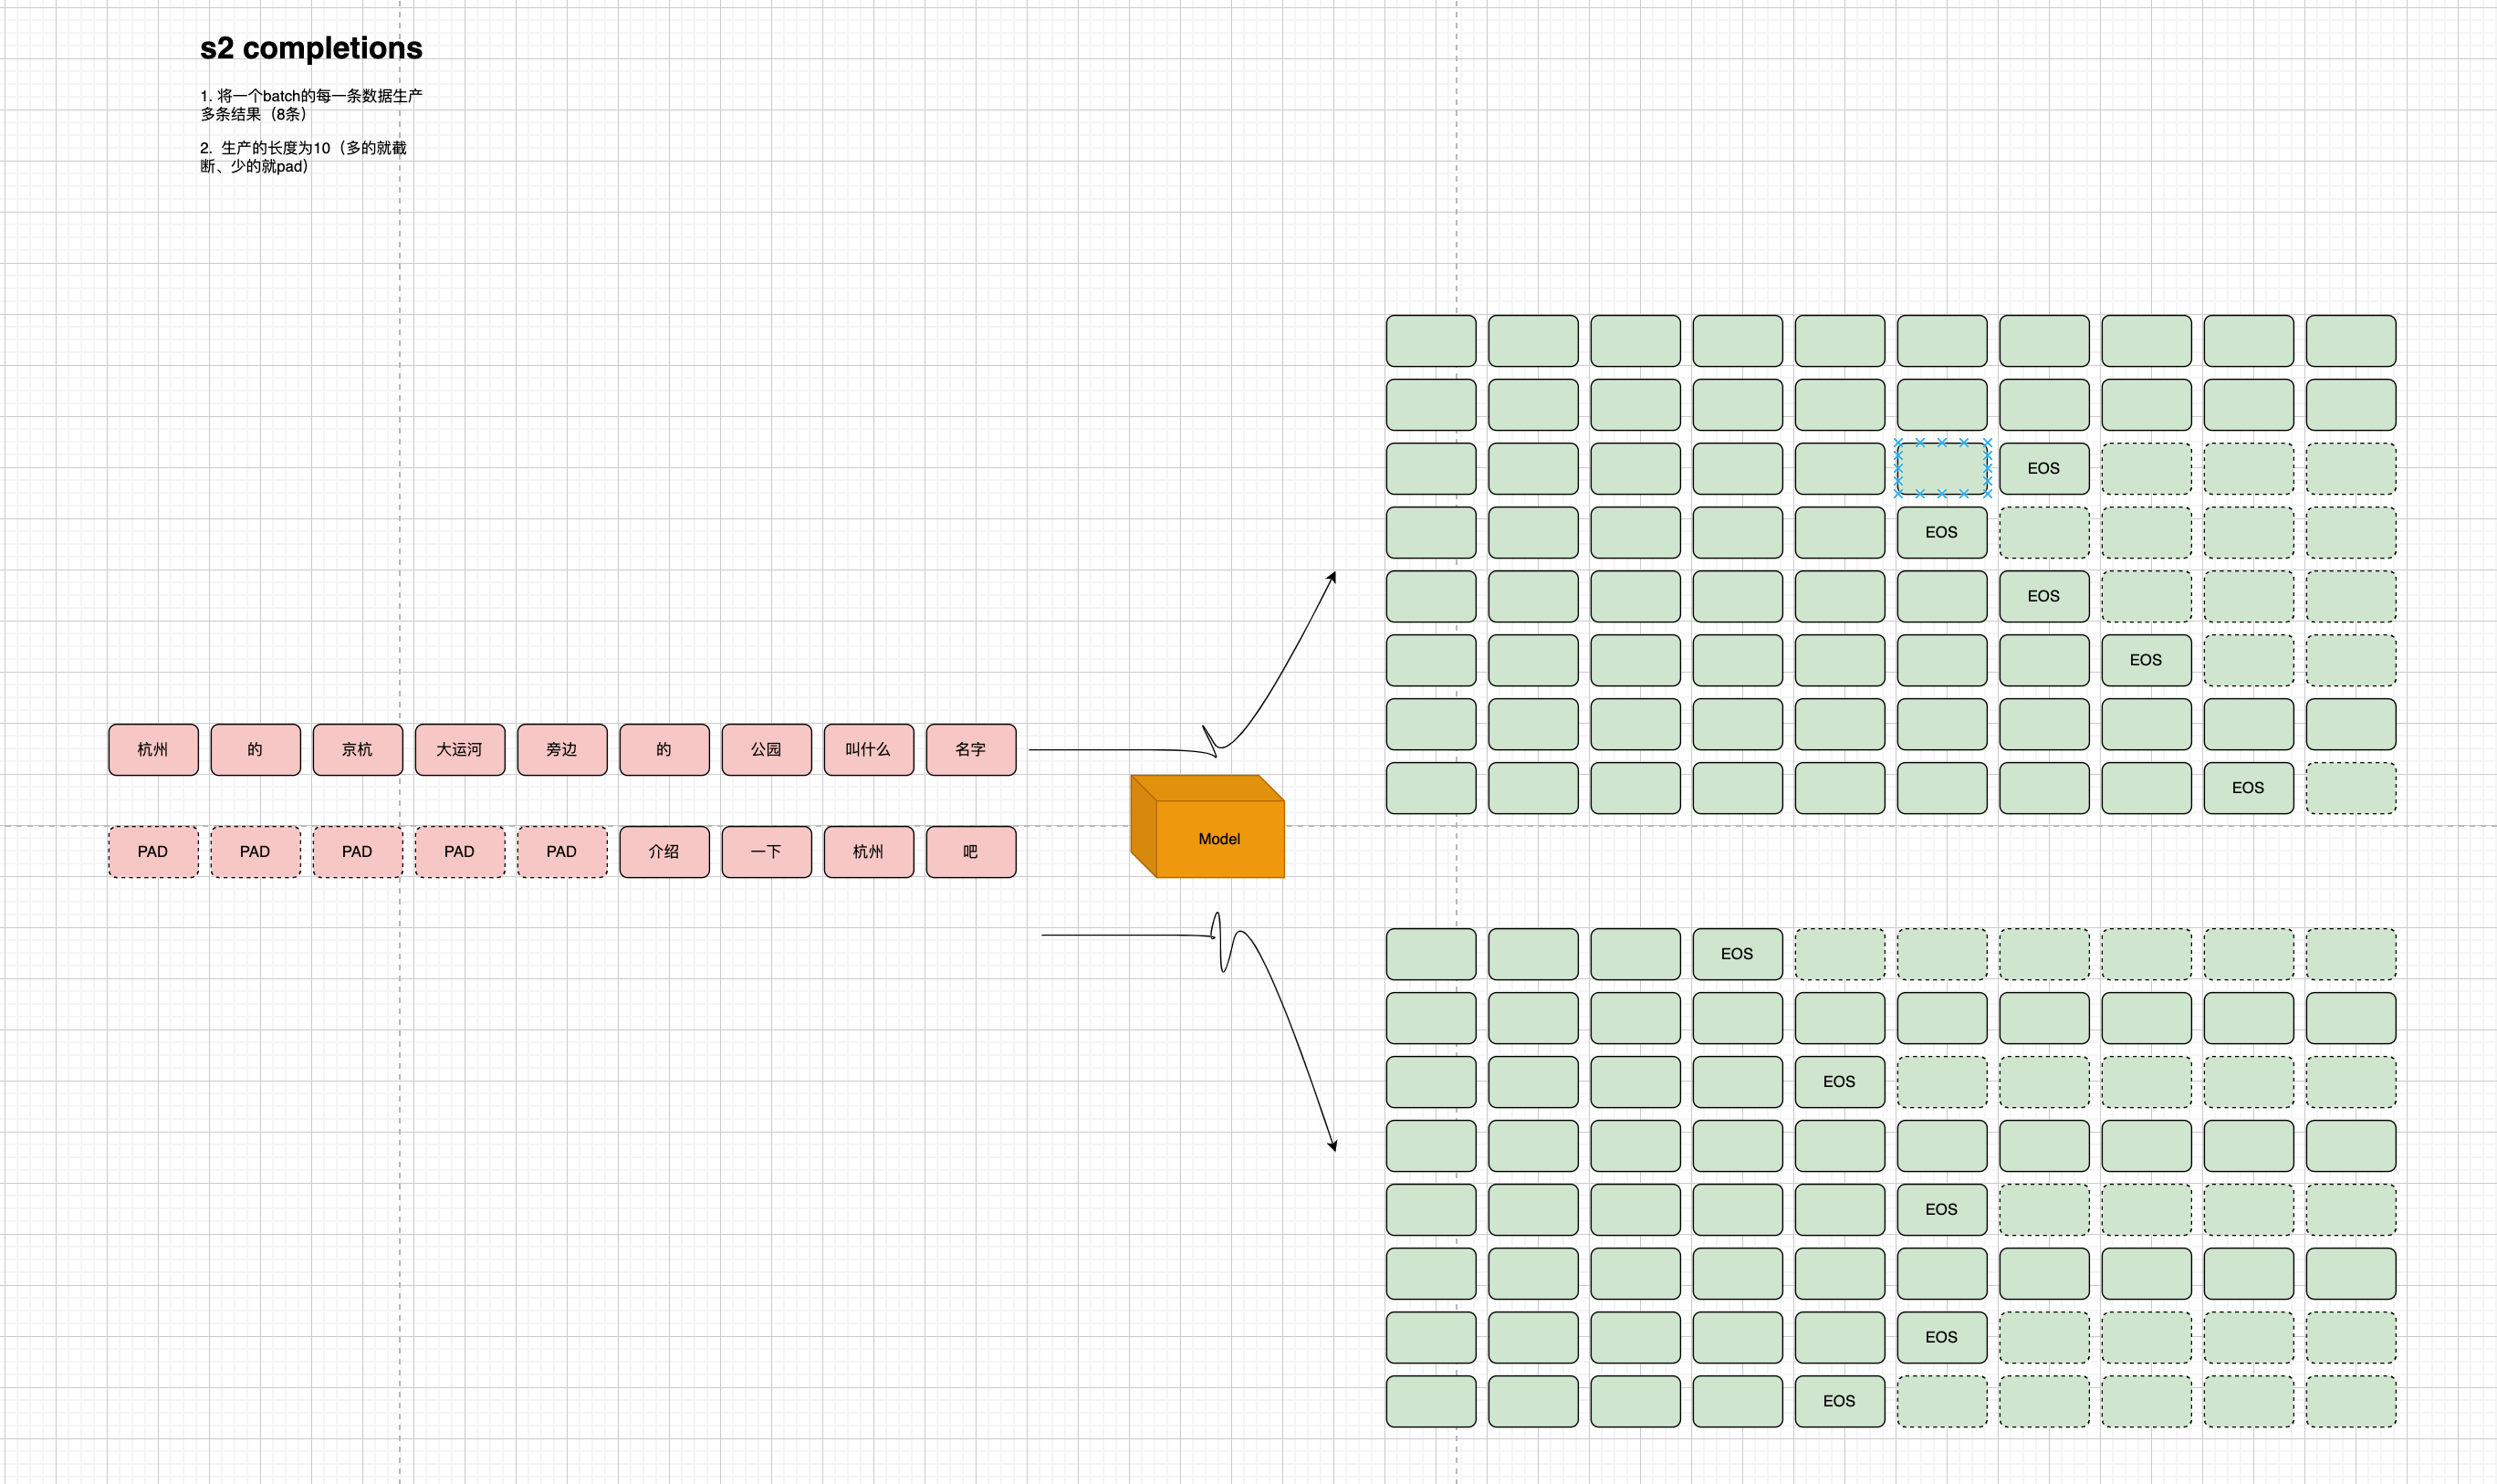 s2 completions
1. 将一个batch的每一条数据生产
多条结果（8条）
2.  生产的长度为10（多的就截
断、少的就pad）
EOS
EOS
EOS
EOS
杭州 的 京杭 大运河 旁边 的 公园 叫什么 名字
EOS
PAD PAD PAD PAD PAD 介绍 一下 杭州 吧
Model
EOS
EOS
EOS
EOS
EOS